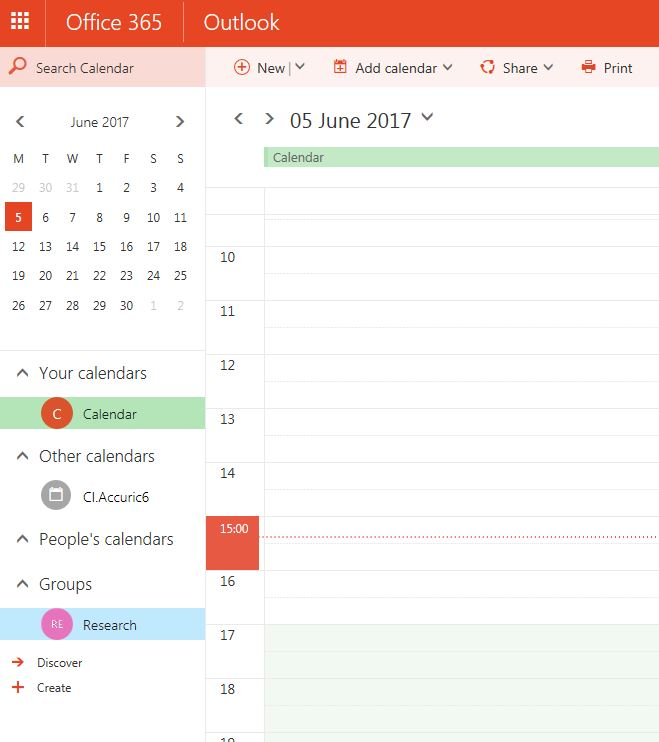 Office 365 Outlook
Search Calendar
New Add calendar Share Print
June 2017
M T W T F S S
29 30 31 1 2 3 4
5 6 7 8 9 10 11
12 13 14 15 16 17 18
19 20 21 22 23 24 25
26 27 28 29 30 1 2
Your calendars
C Calendar
Other calendars
CI.Accuric6
People's calendars
Groups
RE Research
Discover
Create
05 June 2017
Calendar
10
11
12
13
14
15:00
16
17
18
19